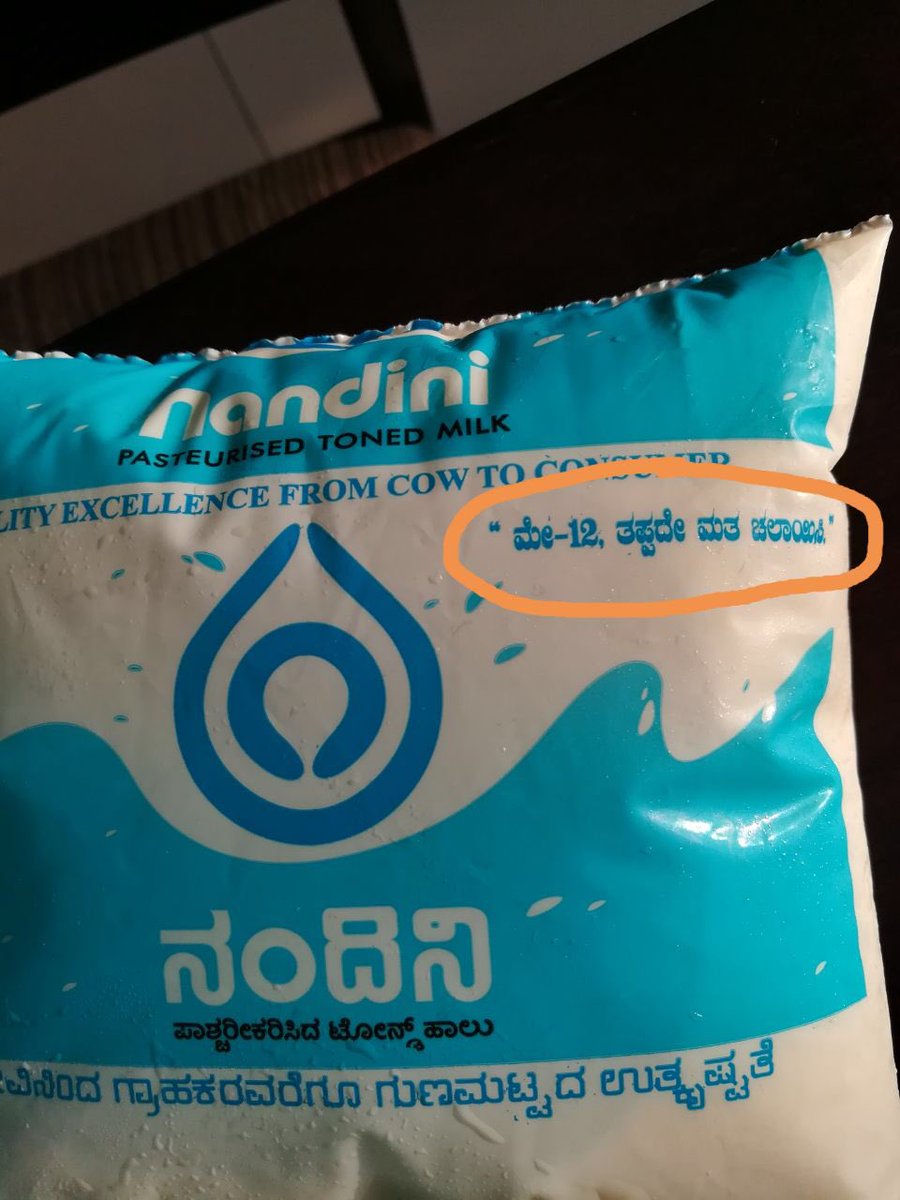 nandini
PASTEURISED TONED MILK
LITY EXCELLENCE FROM COW TO CONSUMER
“ ಮೇ-12, ತಪ್ಪದೇ ಮತ ಚಲಾಯಿಸಿ.”
ನಂದಿನಿ
ಪಾಶ್ಚರೀಕರಿಸಿದ ಟೋನ್ಡ್ ಹಾಲು
ವಿನಿಂದ ಗ್ರಾಹಕರವರೆಗೂ ಗುಣಮಟ್ಟದ ಉತ್ಕೃಷ್ಟತೆ